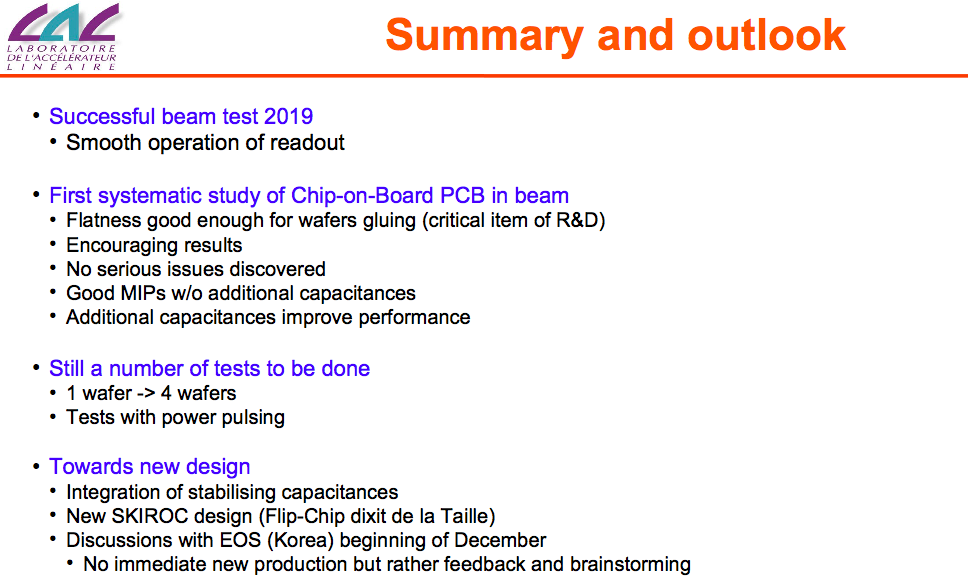 LABORATOIRE
DE L'ACCÉLÉRATEUR
LINÉAIRE
Summary and outlook
• Successful beam test 2019
• Smooth operation of readout
• First systematic study of Chip-on-Board PCB in beam
• Flatness good enough for wafers gluing (critical item of R&D)
• Encouraging results
• No serious issues discovered
• Good MIPs w/o additional capacitances
• Additional capacitances improve performance
• Still a number of tests to be done
• 1 wafer -> 4 wafers
• Tests with power pulsing
• Towards new design
• Integration of stabilising capacitances
• New SKIROC design (Flip-Chip dixit de la Taille)
• Discussions with EOS (Korea) beginning of December
• No immediate new production but rather feedback and brainstorming